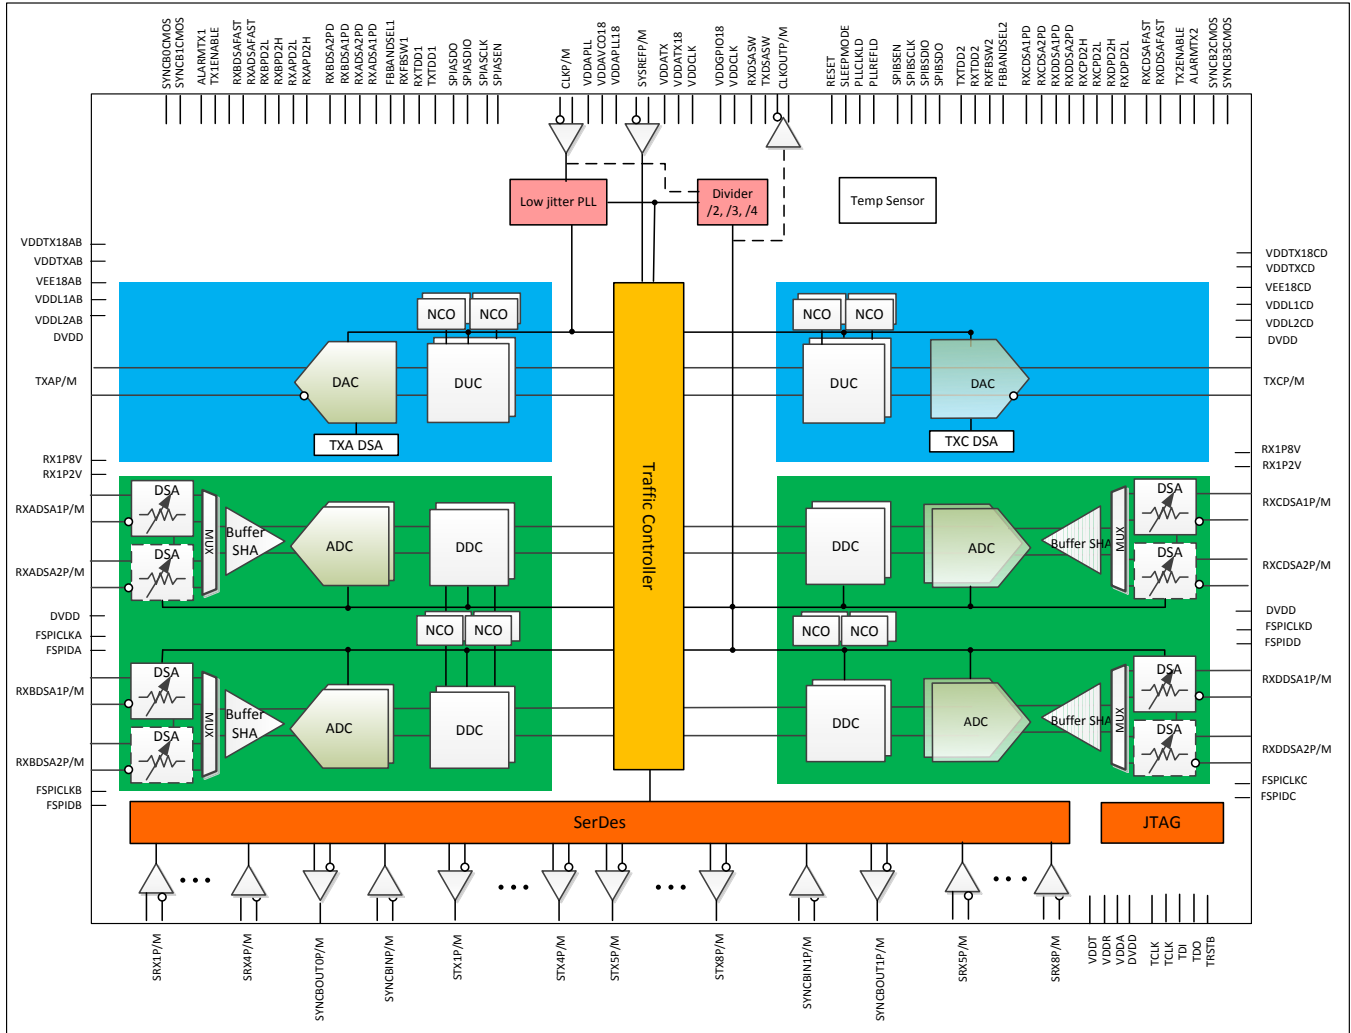 SYNCB0CMOS
SYNCB1CMOS
ALARMTX1
TX1ENABLE
RXBDSAFAST
RXADSAFAST
RXBPD2L
RXBPD2H
RXAPD2L
RXAPD2H
RXBDSA2PD
RXBDSA1PD
RXADSA2PD
RXADSA1PD
FBBANDSEL1
RXFBSW1
RXTDD1
TXTDD1
SPIASDO
SPIASDIO
SPIASCLK
SPIASEN
CLKP/M
VDDAPLL
VDDAVCO18
VDDAPLL18
SYSREFP/M
VDDATX
VDDATX18
VDDCLK
VDDGPIO18
VDDCLK
RXDSASW
TXDSASW
CLKOUTP/M
RESET
SLEEPMODE
PLLCKLD
PLLREFLD
SPIBSEN
SPIBSCLK
SPIBSDIO
SPIBSDO
TXTDD2
RXTDD2
RXFBSW2
FBBANDSEL2
RXCDSA1PD
RXCDSA2PD
RXDDSA1PD
RXDDSA2PD
RXCPD2H
RXCPD2L
RXDPD2H
RXDPD2L
RXCDSAFAST
RXDDSAFAST
TX2ENABLE
ALARMTX2
SYNCB2CMOS
SYNCB3CMOS
Low jitter PLL
Divider
/2, /3, /4
Temp Sensor
VDDTX18AB
VDDTXAB
VEE18AB
VDDL1AB
VDDL2AB
DVDD
TXAP/M
RX1P8V
RX1P2V
RXADSA1P/M
RXADSA2P/M
DVDD
FSPICLKA
FSPIDA
RXBDSA1P/M
RXBDSA2P/M
FSPICLKB
FSPIDB
NCO
NCO
DAC
DUC
TXA DSA
DSA
DSA
MUX
Buffer
SHA
ADC
DDC
NCO
NCO
DSA
DSA
MUX
Buffer
SHA
ADC
DDC
Traffic Controller
NCO
NCO
DUC
DAC
TXC DSA
DDC
ADC
Buffer SHA
MUX
DSA
DSA
NCO
NCO
DDC
ADC
Buffer SHA
MUX
DSA
DSA
VDDTX18CD
VDDTXCD
VEE18CD
VDDL1CD
VDDL2CD
DVDD
TXCP/M
RX1P8V
RX1P2V
RXCDSA1P/M
RXCDSA2P/M
DVDD
FSPICLKD
FSPIDD
RXDDSA1P/M
RXDDSA2P/M
FSPICLKC
FSPIDC
SerDes
JTAG
SRX1P/M
SRX4P/M
SYNCBOUT0P/M
SYNCBINP/M
STX1P/M
STX4P/M
STX5P/M
STX8P/M
SYNCBIN1P/M
SYNCBOUT1P/M
SRX5P/M
SRX8P/M
VDDT
VDDR
VDDA
DVDD
TCLK
TCLK
TDI
TDO
TRSTB